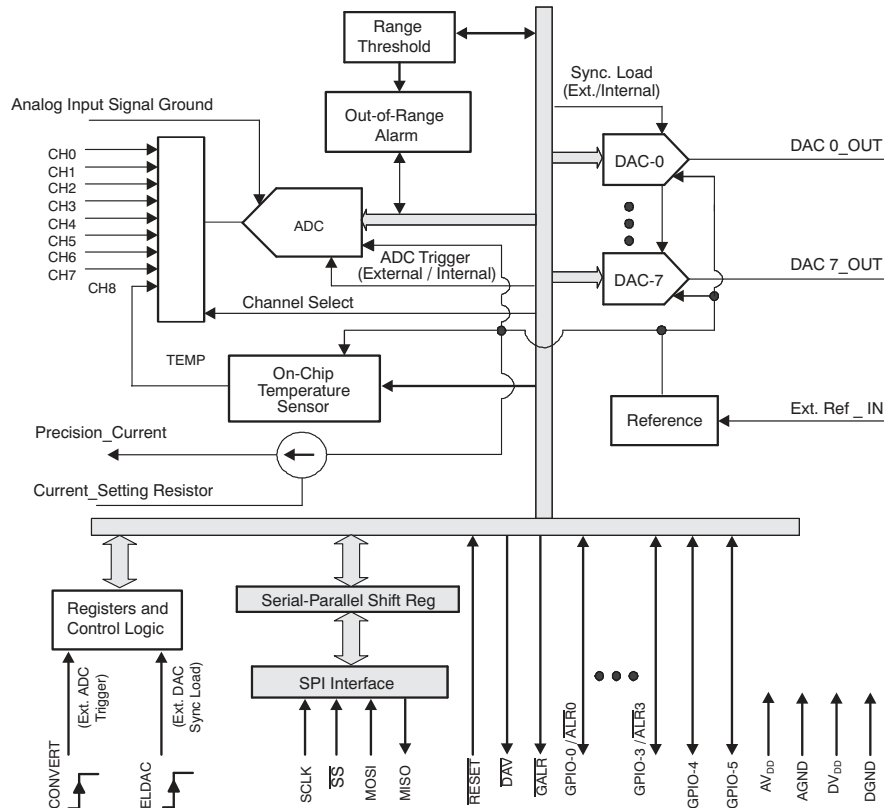 Range
Threshold
Sync. Load
(Ext./Internal)
Analog Input Signal Ground
Out-of-Range
Alarm
DAC 0_OUT
CH0
CH1
CH2
CH3
CH4
CH5
CH6
CH7
CH8
DAC-0
ADC
ADC Trigger
(External / Internal)
DAC-7
DAC 7_OUT
Channel Select
TEMP
On-Chip
Temperature
Sensor
Reference
Ext. Ref _ IN
Precision_Current
Current_Setting Resistor
Registers and
Control Logic
Serial-Parallel Shift Reg
SPI Interface
(Ext. ADC
Trigger)
(Ext. DAC
Sync Load)
CONVERT
ELDAC
SCLK
SS
MOSI
MISO
RESET
DAV
GALR
GPIO-0 / ALR0
GPIO-3 / ALR3
GPIO-4
GPIO-5
AVDD
AGND
DVDD
DGND